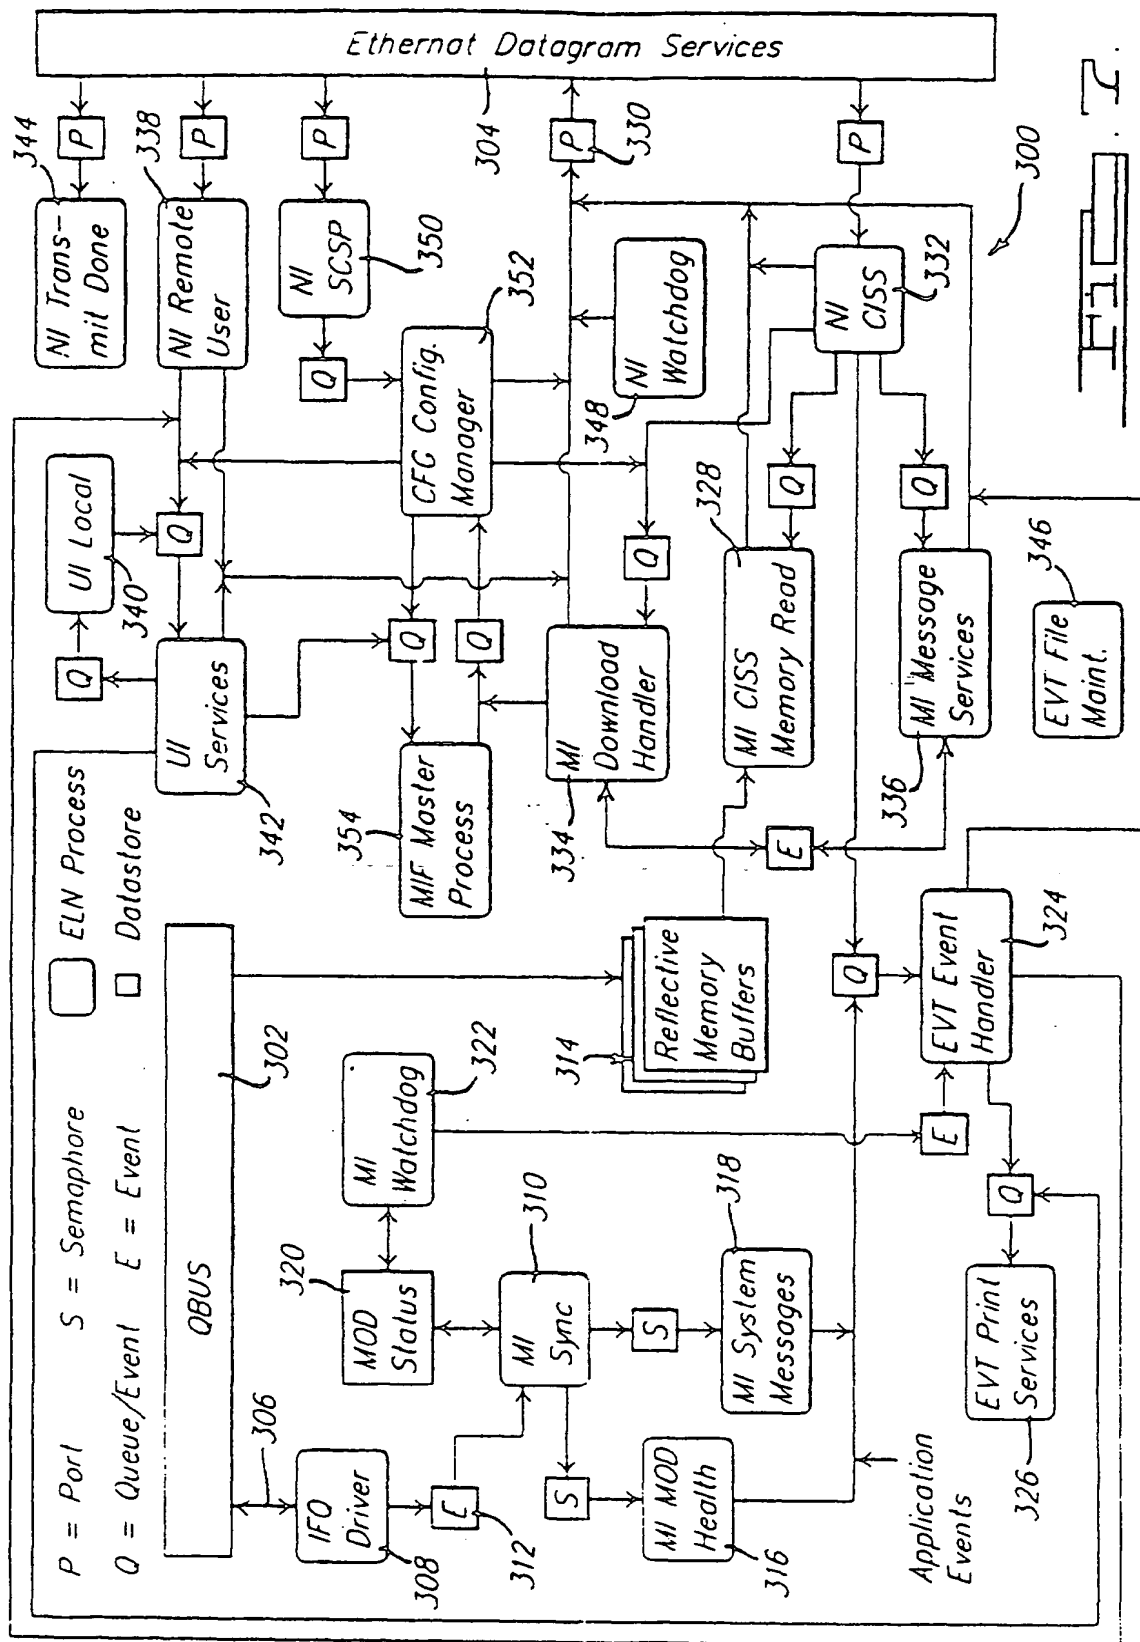 P = Port
S = Semaphore
ELN Process
Q = Queue/Event
E = Event
Datastore
QBUS
302
306
IFQ
Driver
308
E
312
MOD
Status
320
MI
Watchdog
322
MI
Sync
310
S
S
MI MOD
Health
316
MI System
Messages
318
Application
Events
EVT Print
Services
326
Q
E
EVT Event
Handler
324
Q
314
Reflective
Memory
Buffers
UI
Services
342
Q
UI Local
340
Q
MIF Master
Process
354
Q
Q
MI
Download
Handler
334
Q
E
MI CISS
Memory Read
328
Q
MI Message
Services
336
Q
EVT File
Maint.
346
CFG Config.
Manager
352
Q
NI
SCSP
350
NI Trans-
mit Done
344
NI Remote
User
338
NI
Watchdog
348
NI
CISS
332
P
P
P
P
330
P
Ethernet Datagram Services
304
300